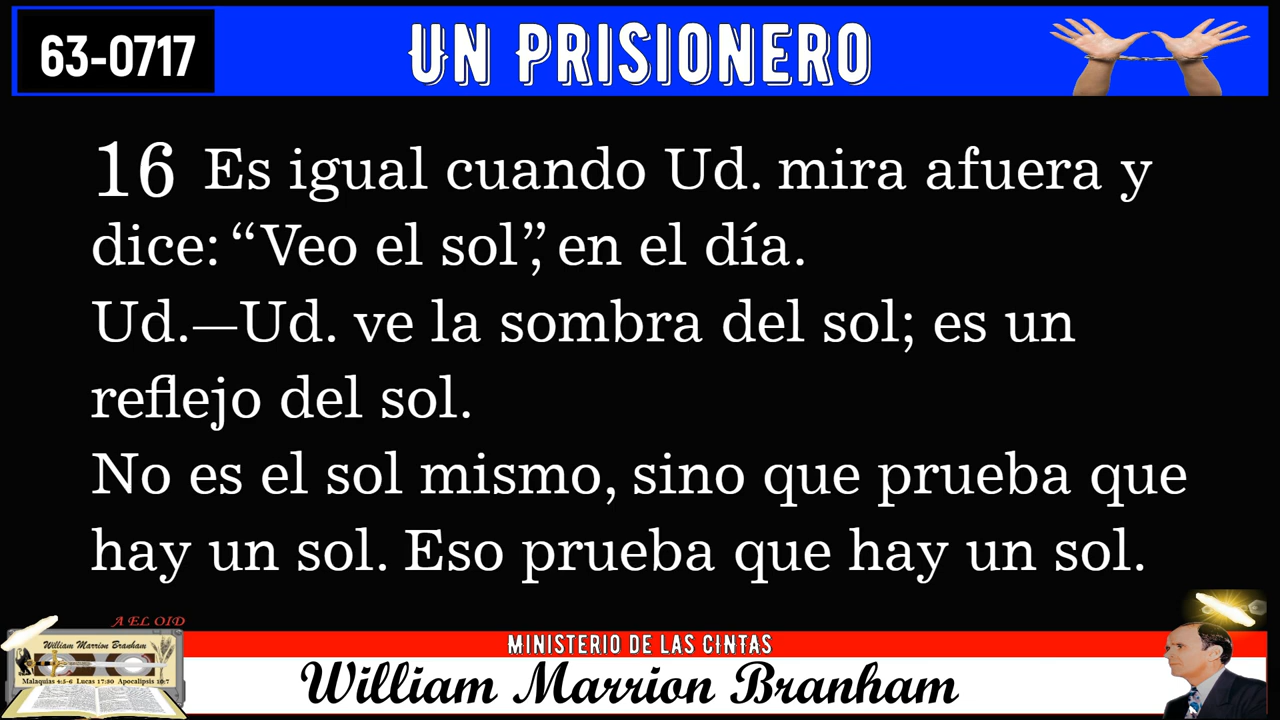 63-0717
UN PRISIONERO
16 Es igual cuando Ud. mira afuera y
dice: “Veo el sol”, en el día.
Ud.—Ud. ve la sombra del sol; es un
reflejo del sol.
No es el sol mismo, sino que prueba que
hay un sol. Eso prueba que hay un sol.
A EL OID
William Marrion Branham
Malaquias 4:5-6 Lucas 17:30 Apocalipsis 10:7
MINISTERIO DE LAS CINTAS
William Marrion Branham